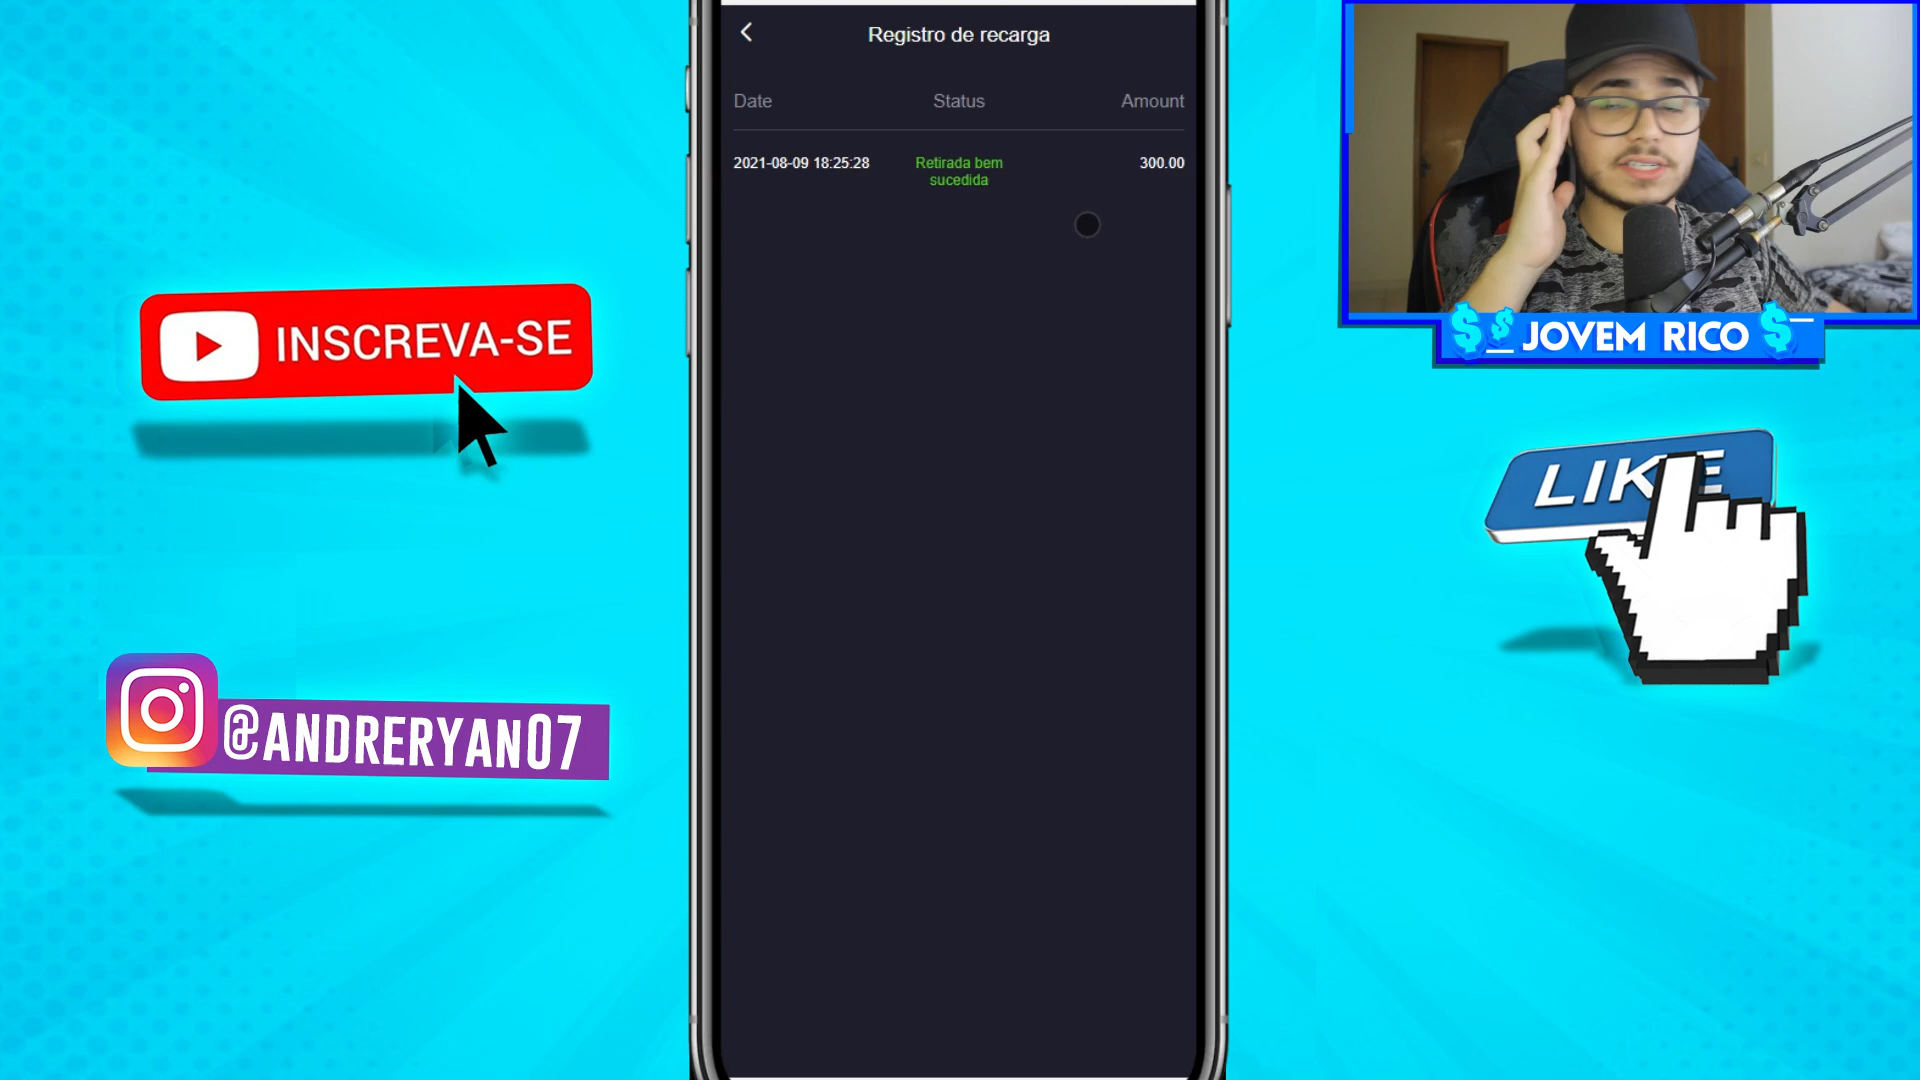 Registro de recarga
Date Status Amount
2021-08-09 18:25:28 Retirada bem sucedida 300.00
INSCREVA-SE
JOVEM RICO
LIKE
@ANDRERYAN07